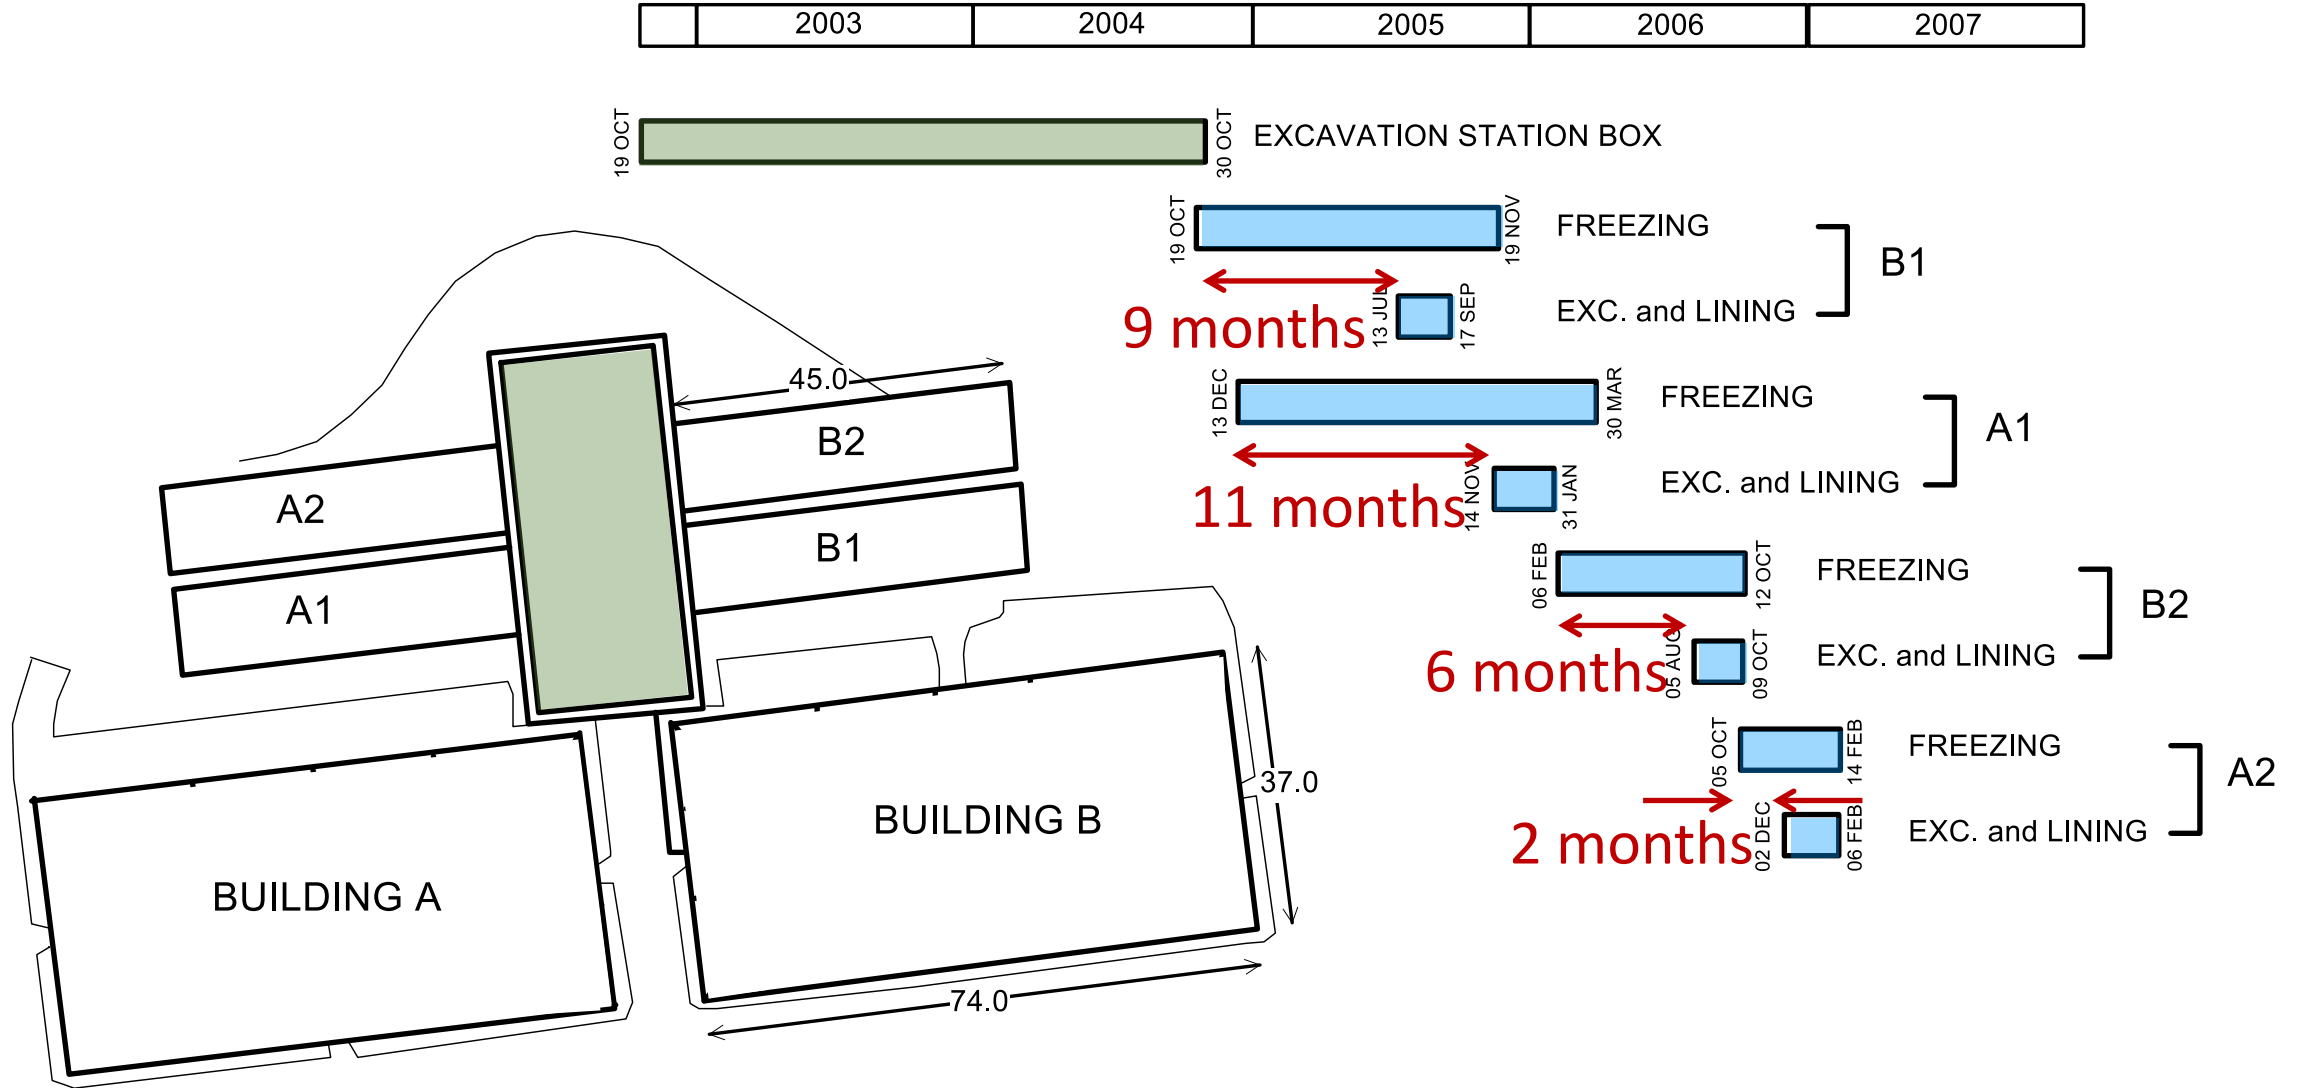 2003
2004
2005
2006
2007
19 OCT
30 OCT
EXCAVATION STATION BOX
19 OCT
19 NOV
FREEZING
B1
9 months
13 JUL
17 SEP
EXC. and LINING
13 DEC
30 MAR
FREEZING
A1
11 months
14 NOV
31 JAN
EXC. and LINING
06 FEB
12 OCT
FREEZING
B2
6 months
05 AUG
09 OCT
EXC. and LINING
05 OCT
14 FEB
FREEZING
A2
2 months
02 DEC
06 FEB
EXC. and LINING
45.0
B2
A2
B1
A1
37.0
BUILDING B
BUILDING A
74.0